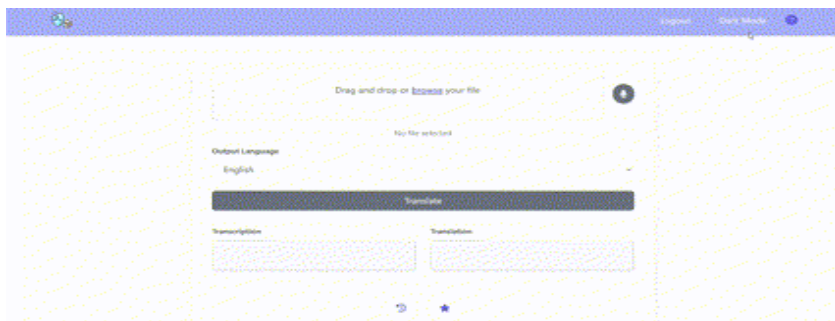 Logout Dark Mode
Drag and drop or browse your file
No file selected
Output Language
English
Translate
Transcription Translation